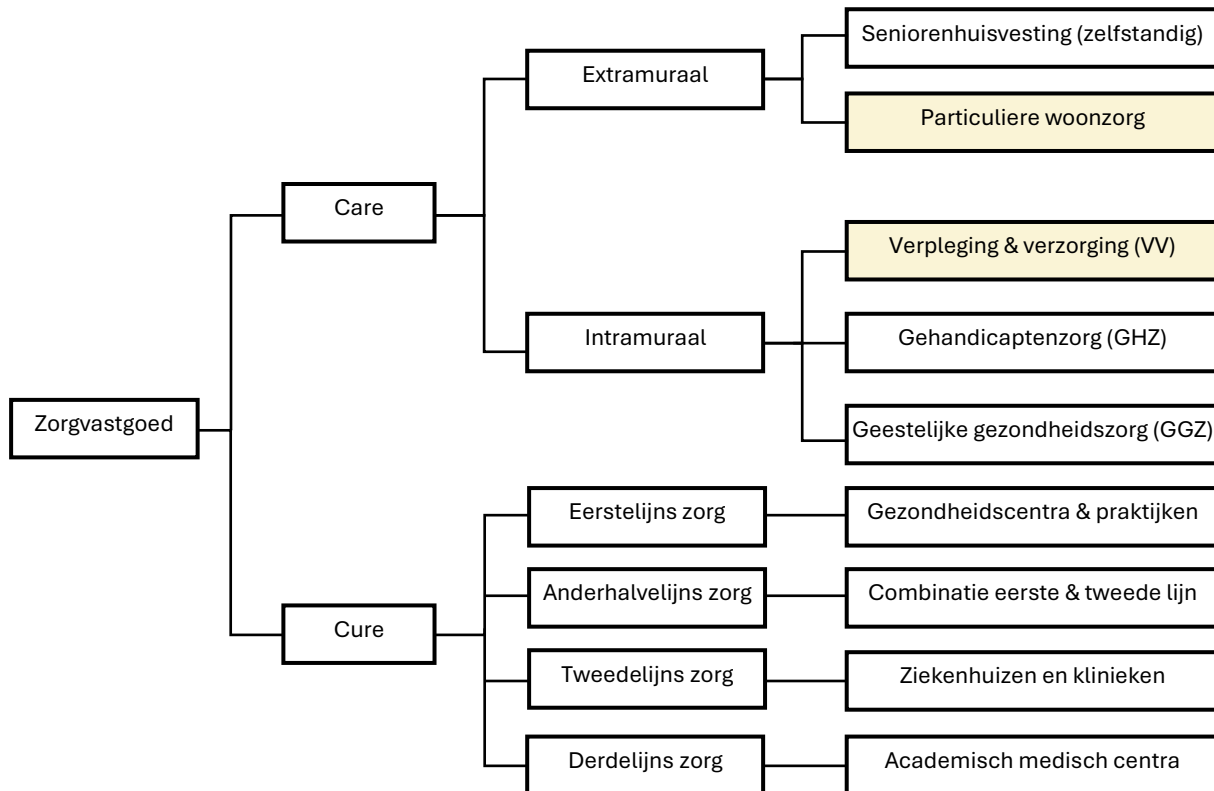 Seniorenhuisvesting (zelfstandig)
Extramuraal
Particuliere woonzorg
Care
Verpleging & verzorging (VV)
Intramuraal
Gehandicaptenzorg (GHZ)
Zorgvastgoed
Geestelijke gezondheidszorg (GGZ)
Eerstelijns zorg
Gezondheidscentra & praktijken
Anderhalvelijns zorg
Combinatie eerste & tweede lijn
Cure
Tweedelijns zorg
Ziekenhuizen en klinieken
Derdelijns zorg
Academisch medisch centra